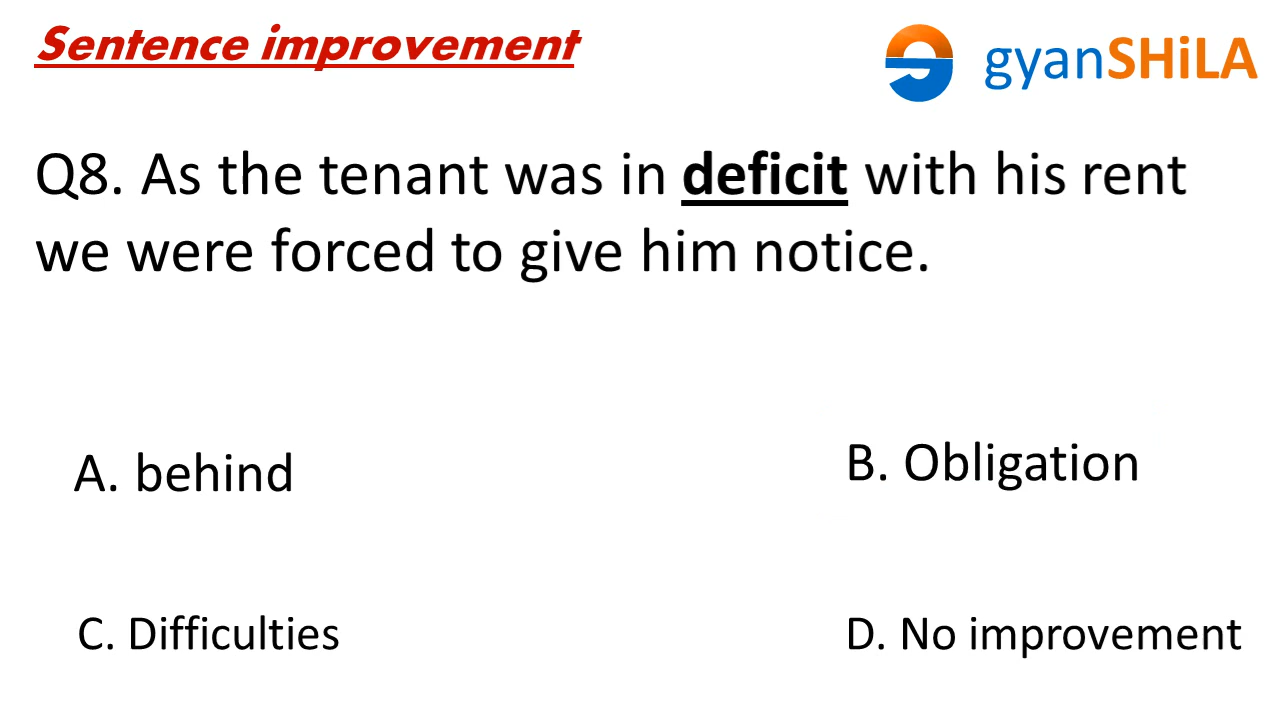 Sentence improvement
gyanSHiLA
Q8. As the tenant was in deficit with his rent
we were forced to give him notice.
A. behind
B. Obligation
C. Difficulties
D. No improvement